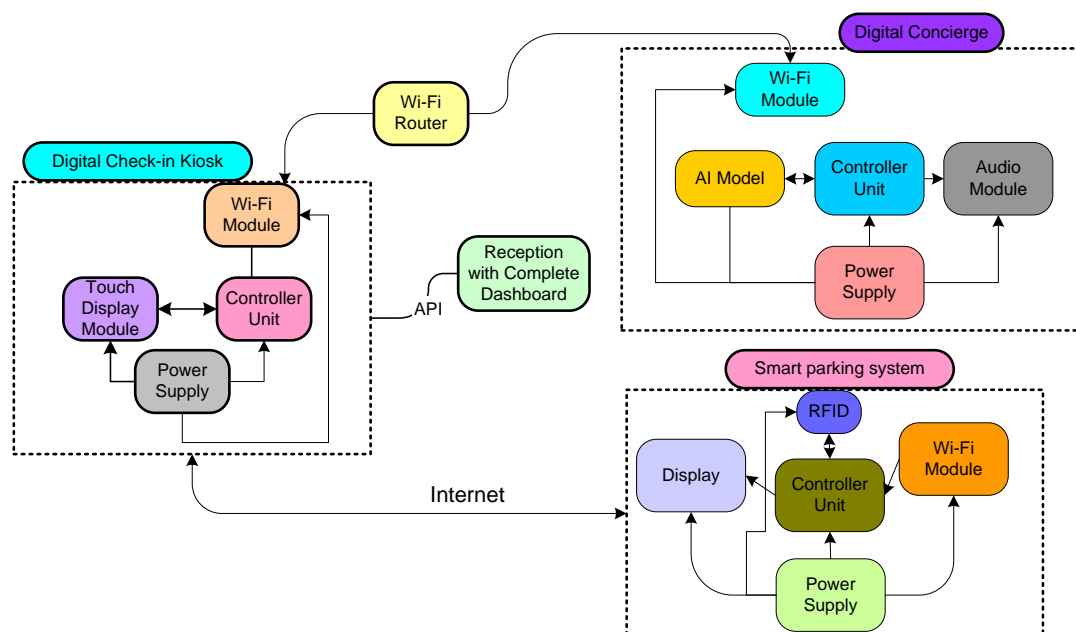 Digital Concierge
Wi-Fi
Module
Wi-Fi
Router
Digital Check-in Kiosk
AI Model
Controller
Unit
Audio
Module
Wi-Fi
Module
Reception
with Complete
Dashboard
API
Touch
Display
Module
Controller
Unit
Power
Supply
Power
Supply
Smart parking system
RFID
Wi-Fi
Module
Display
Controller
Unit
Internet
Power
Supply